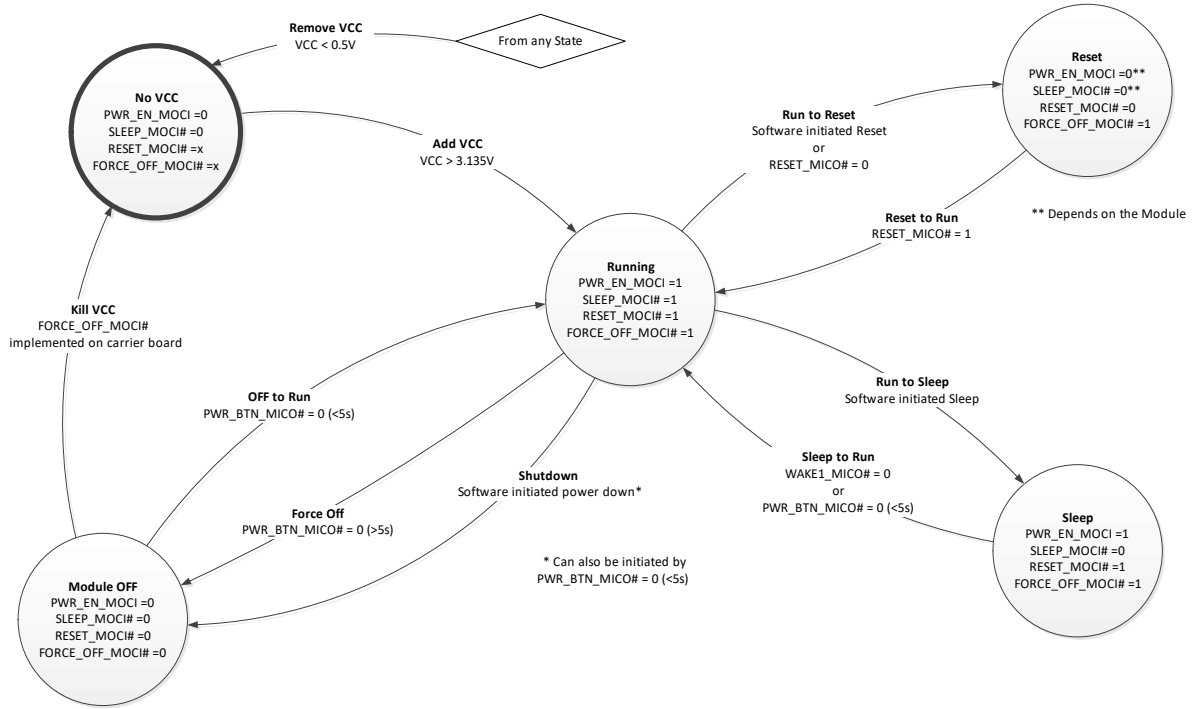 Remove VCC
VCC < 0.5V
From any State
No VCC
PWR_EN_MOCI =0
SLEEP_MOCI# =0
RESET_MOCI# =x
FORCE_OFF_MOCI# =x
Add VCC
VCC > 3.135V
Run to Reset
Software initiated Reset
or
RESET_MICO# = 0
Reset
PWR_EN_MOCI =0**
SLEEP_MOCI# =0**
RESET_MOCI# =0
FORCE_OFF_MOCI# =1
** Depends on the Module
Reset to Run
RESET_MICO# = 1
Running
PWR_EN_MOCI =1
SLEEP_MOCI# =1
RESET_MOCI# =1
FORCE_OFF_MOCI# =1
Kill VCC
FORCE_OFF_MOCI#
implemented on carrier board
OFF to Run
PWR_BTN_MICO# = 0 (<5s)
Run to Sleep
Software initiated Sleep
Sleep to Run
WAKE1_MICO# = 0
or
PWR_BTN_MICO# = 0 (<5s)
Shutdown
Software initiated power down*
Force Off
PWR_BTN_MICO# = 0 (>5s)
* Can also be initiated by
PWR_BTN_MICO# = 0 (<5s)
Sleep
PWR_EN_MOCI =1
SLEEP_MOCI# =0
RESET_MOCI# =1
FORCE_OFF_MOCI# =1
Module OFF
PWR_EN_MOCI =0
SLEEP_MOCI# =0
RESET_MOCI# =0
FORCE_OFF_MOCI# =0